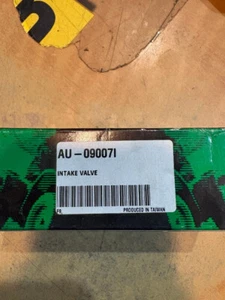 AU-09007I
INTAKE VALVE
PRODUCED IN TAIWAN